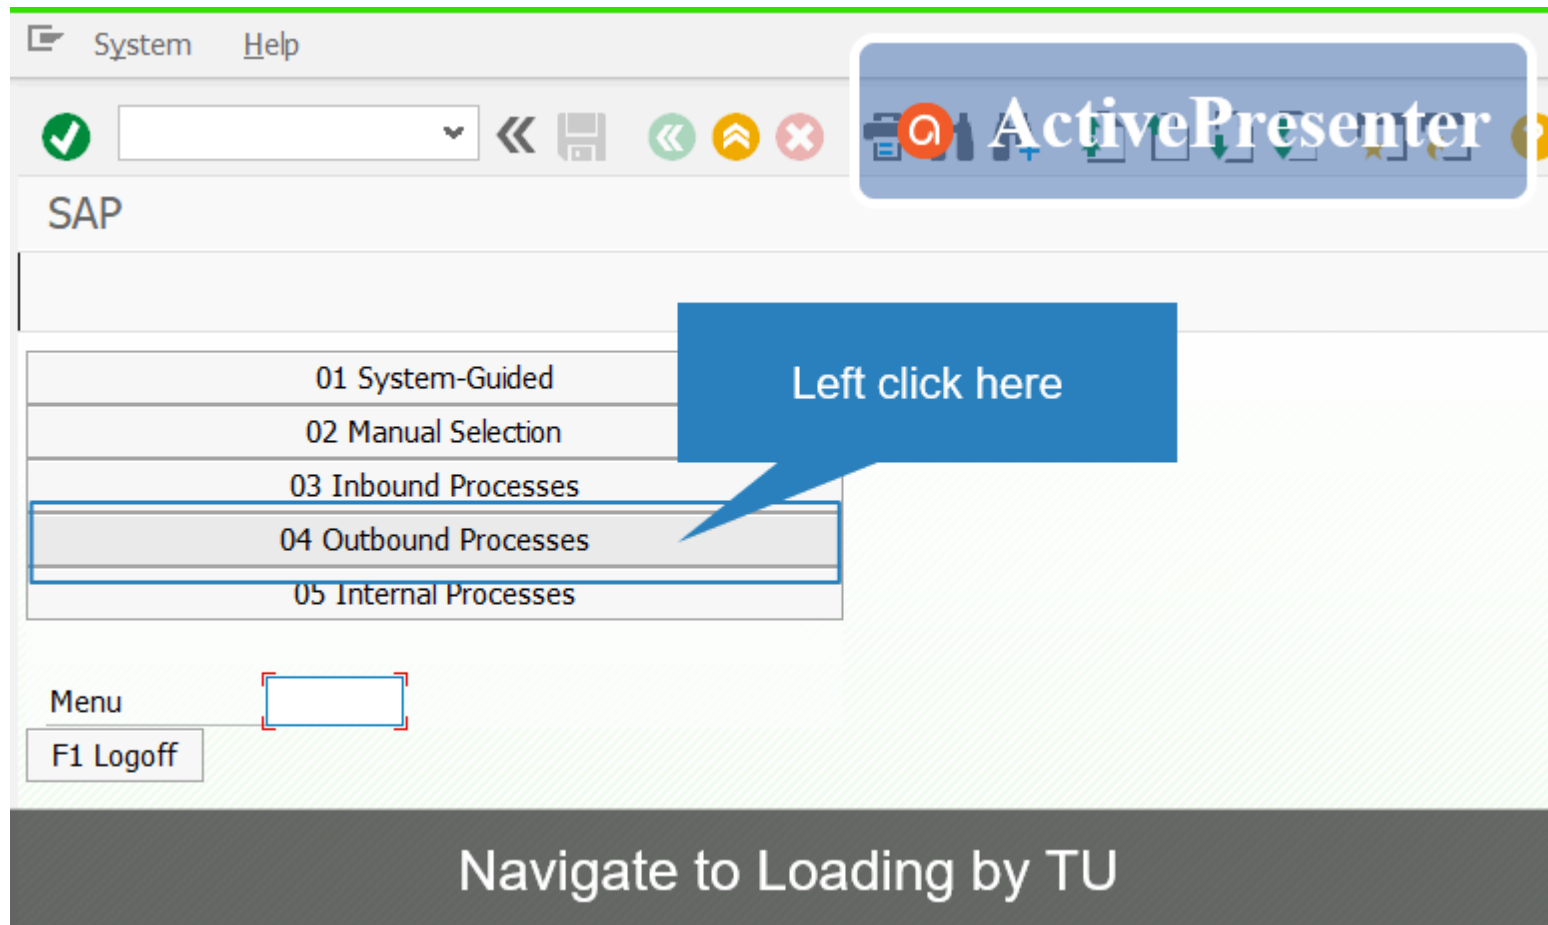 System Help
ActivePresenter
SAP
Left click here
01 System-Guided
02 Manual Selection
03 Inbound Processes
04 Outbound Processes
05 Internal Processes
Menu
F1 Logoff
Navigate to Loading by TU